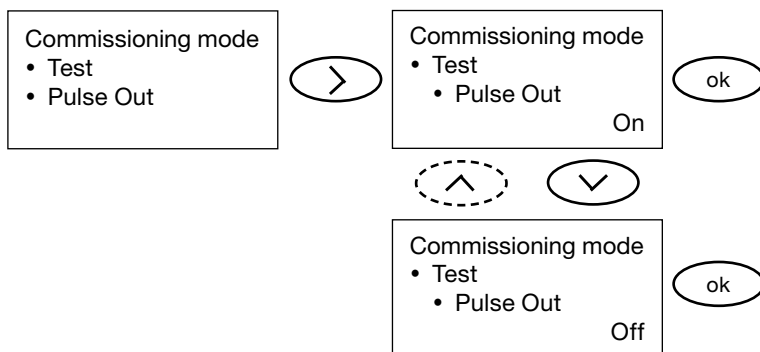 Commissioning mode
• Test
• Pulse Out
Commissioning mode
• Test
• Pulse Out
On
ok
Commissioning mode
• Test
• Pulse Out
Off
ok